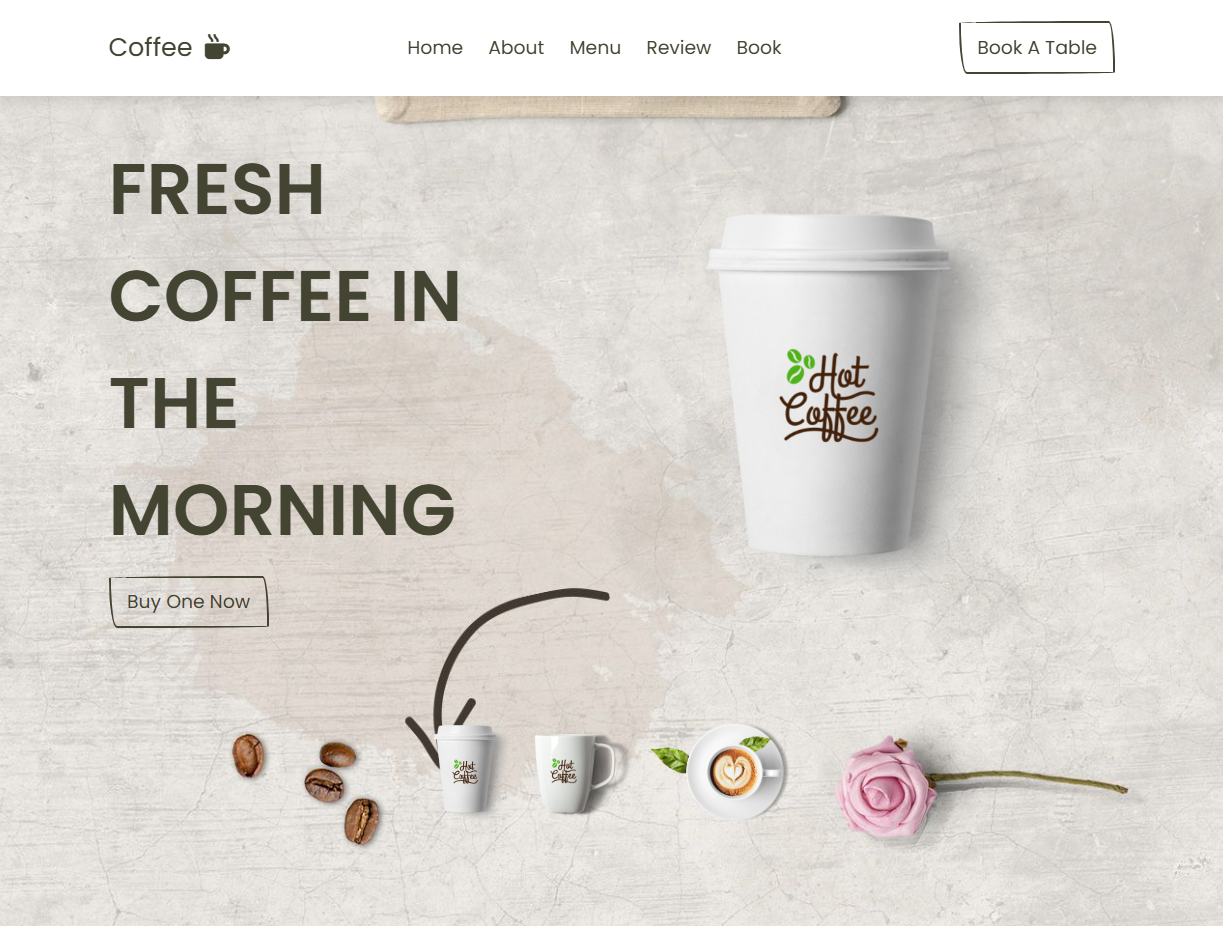 Coffee
Home About Menu Review Book
Book A Table
FRESH
COFFEE IN
THE
MORNING
Hot
Coffee
Buy One Now
Hot
Coffee
Hot
Coffee